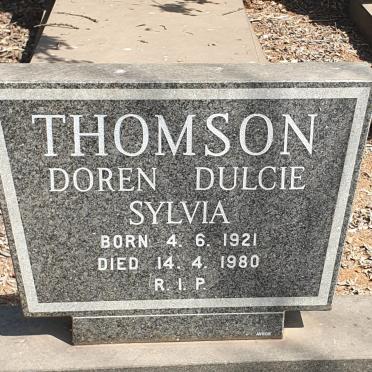 THOMSON
DOREN DULCIE
SYLVIA
BORN 4. 6. 1921
DIED 14. 4. 1980
R. I. P.